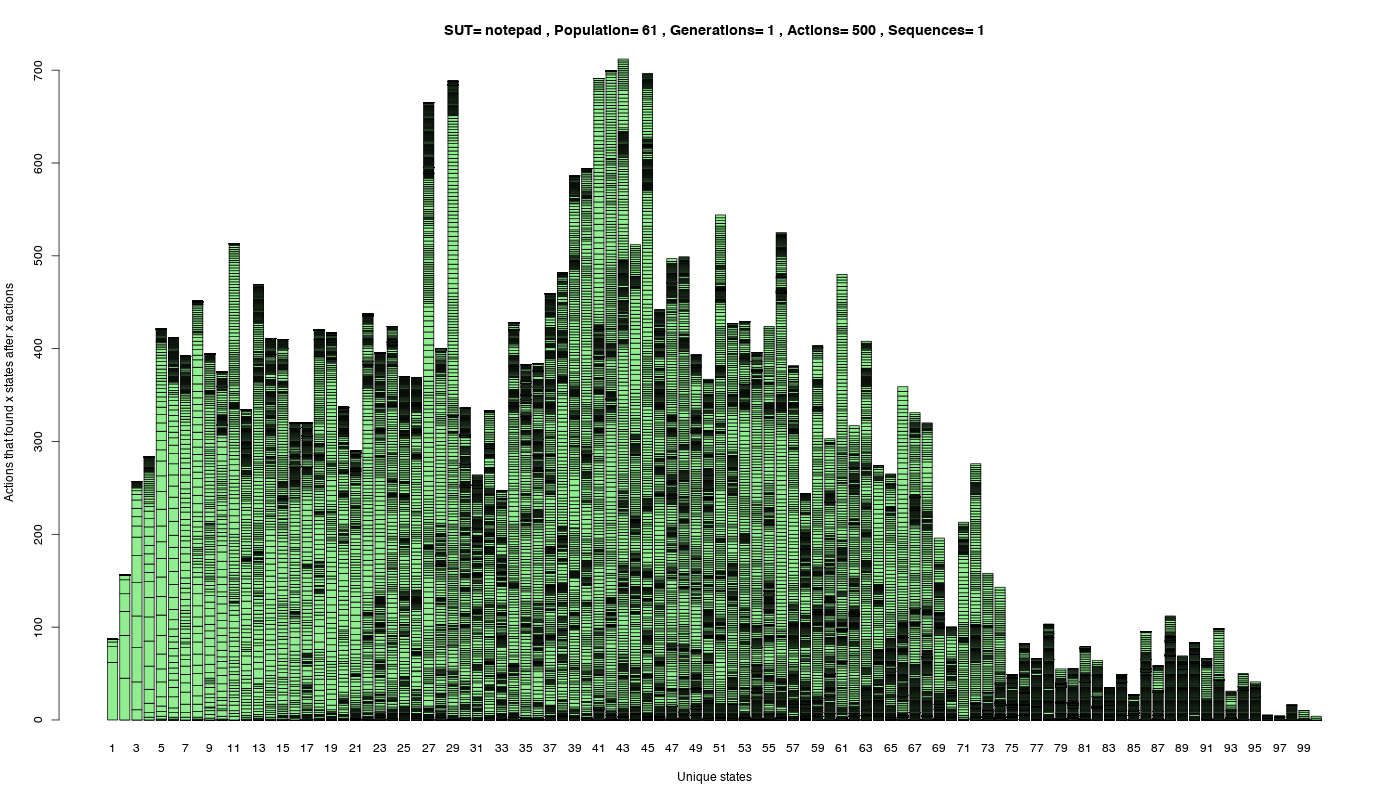 SUT= notepad , Population= 61 , Generations= 1 , Actions= 500 , Sequences= 1
Actions that found x states after x actions
700
600
500
400
300
200
100
0
1 3 5 7 9 11 13 15 17 19 21 23 25 27 29 31 33 35 37 39 41 43 45 47 49 51 53 55 57 59 61 63 65 67 69 71 73 75 77 79 81 83 85 87 89 91 93 95 97 99
Unique states